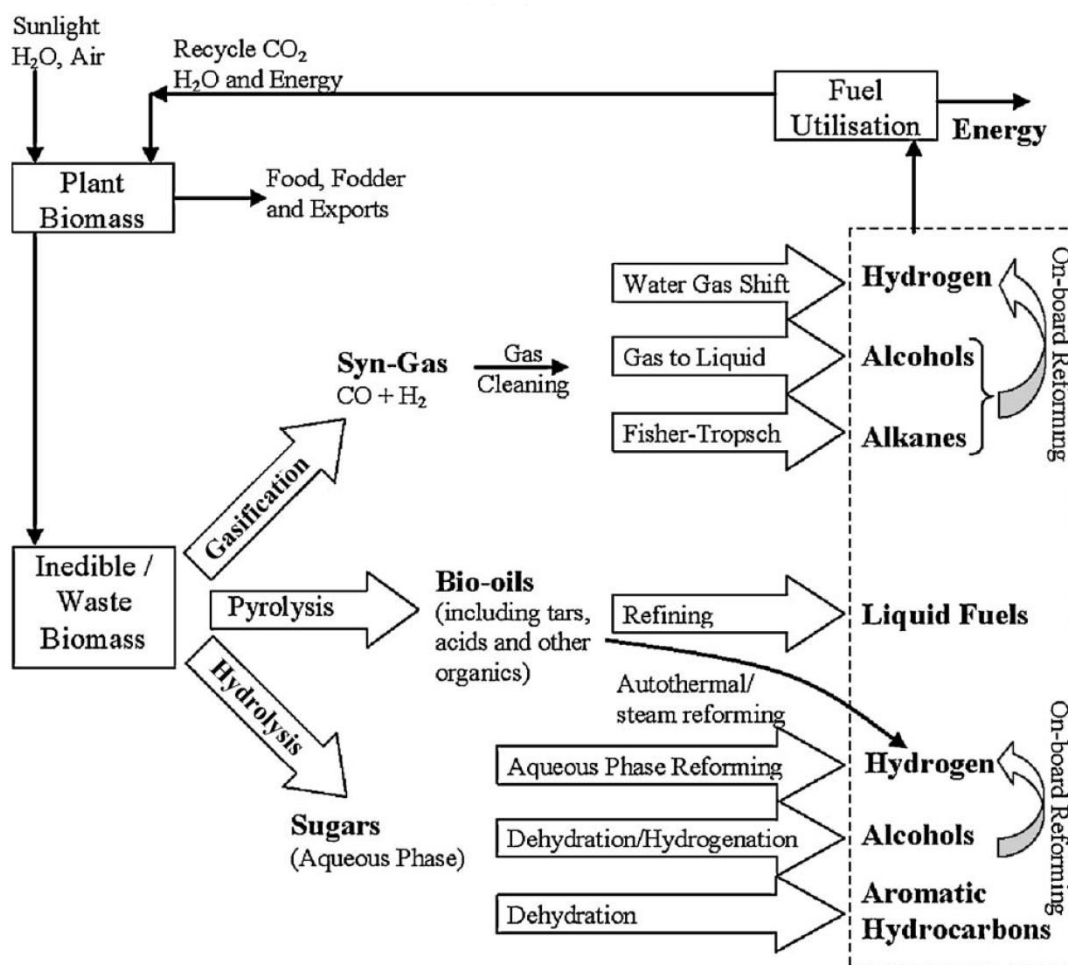 Sunlight
H₂O, Air
Recycle CO₂
H₂O and Energy
Fuel
Utilisation
Energy
Plant
Biomass
Food, Fodder
and Exports
Water Gas Shift
Hydrogen
On-board Reforming
Syn-Gas
CO + H₂
Gas
Cleaning
Gas to Liquid
Alcohols
Fisher-Tropsch
Alkanes
Gasification
Inedible /
Waste
Biomass
Pyrolysis
Bio-oils
(including tars,
acids and other
organics)
Refining
Liquid Fuels
Hydrolysis
Autothermal/
steam reforming
Aqueous Phase Reforming
Hydrogen
On-board Reforming
Sugars
(Aqueous Phase)
Dehydration/Hydrogenation
Alcohols
Dehydration
Aromatic
Hydrocarbons